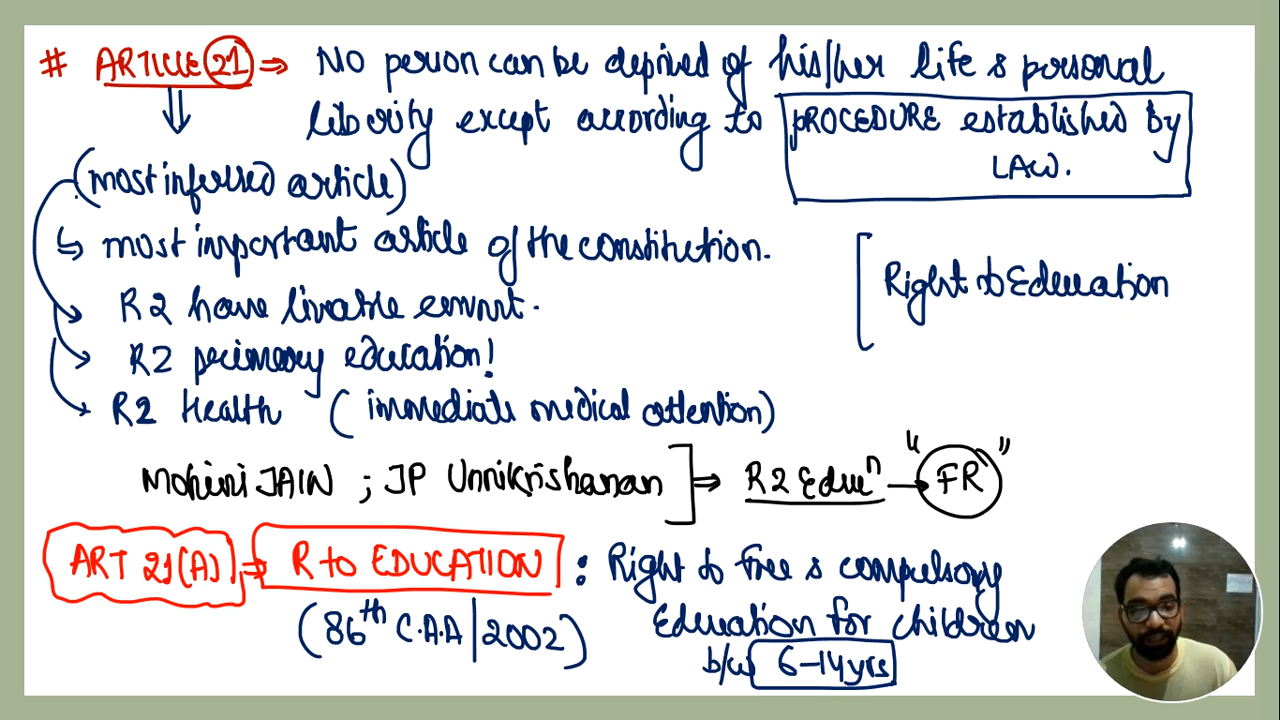 # ARTICLE 21 ⇒ No person can be deprived of his/her life & personal
liberity except according to PROCEDURE established by
LAW.
(most inferred article)
↳ most important article of the constitution.
R2 have livable envnt.
R2 primary education!
R2 Health (immediate medical attention)
[Right to Education
Mohini JAIN ; JP Unnikrishanan] ⇒ R2 Eduⁿ → "FR"
ART 21(A) → R to EDUCATION : Right to Free & compulsory
(86th C.A.A | 2002) Education for children
b/w 6-14yrs